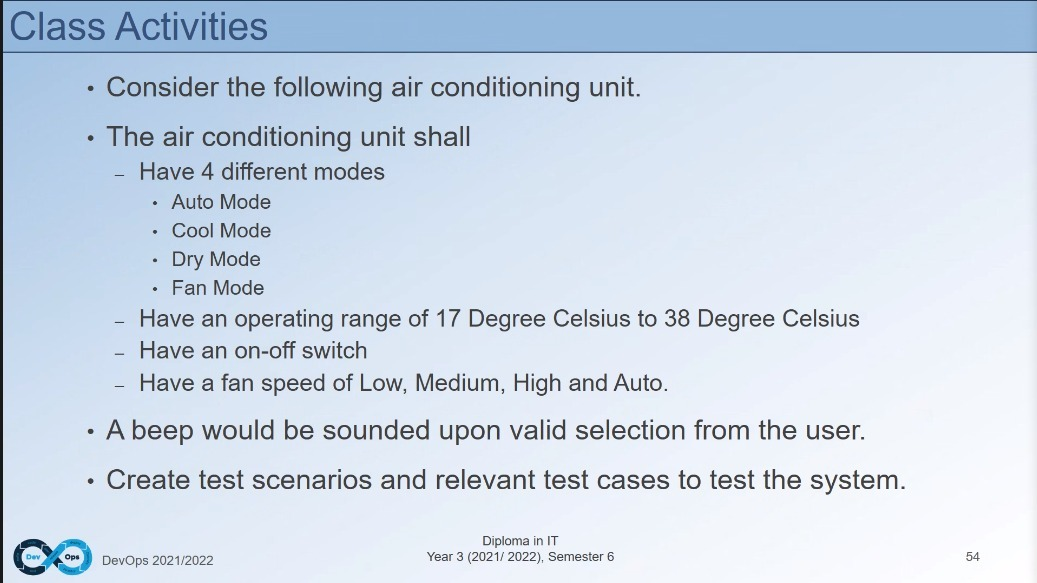 Class Activities
• Consider the following air conditioning unit.
• The air conditioning unit shall
– Have 4 different modes
• Auto Mode
• Cool Mode
• Dry Mode
• Fan Mode
– Have an operating range of 17 Degree Celsius to 38 Degree Celsius
– Have an on-off switch
– Have a fan speed of Low, Medium, High and Auto.
• A beep would be sounded upon valid selection from the user.
• Create test scenarios and relevant test cases to test the system.
Dev Ops
DevOps 2021/2022
Diploma in IT
Year 3 (2021/ 2022), Semester 6
54